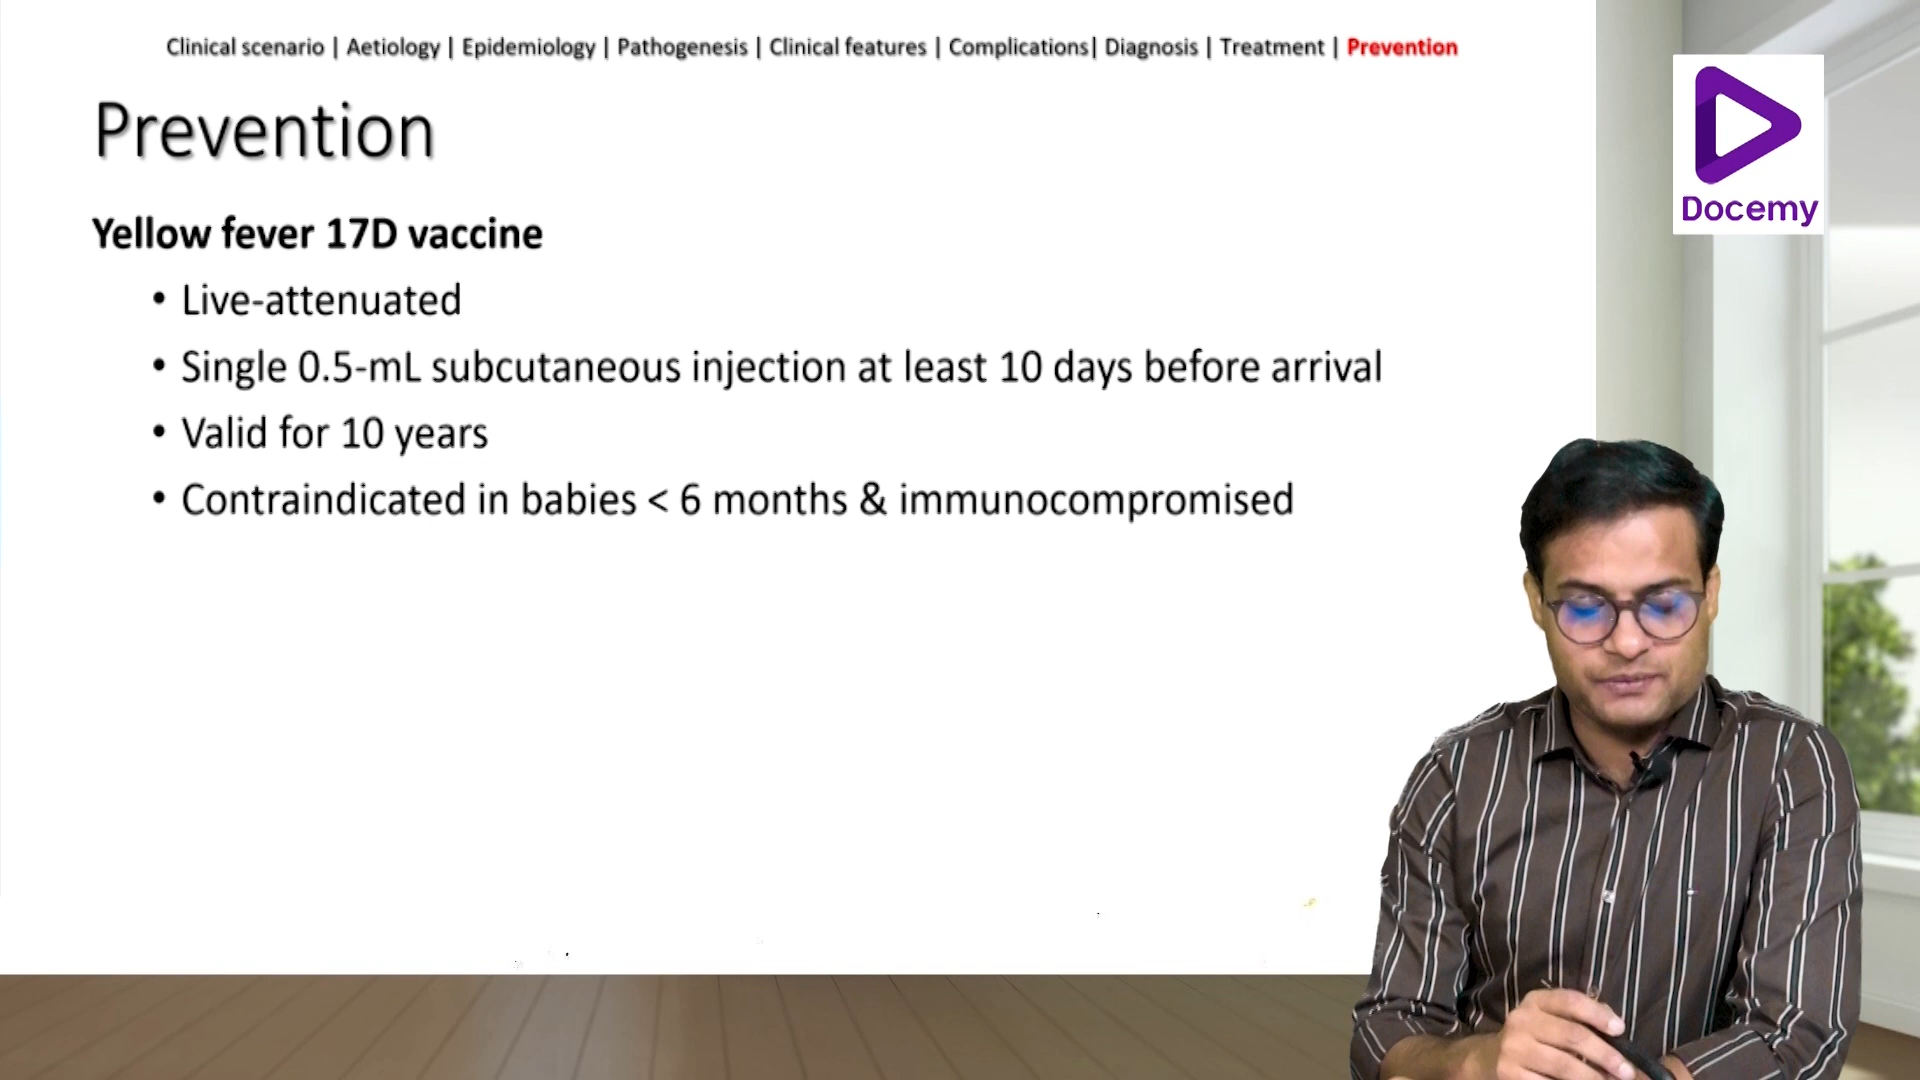 Clinical scenario | Aetiology | Epidemiology | Pathogenesis | Clinical features | Complications| Diagnosis | Treatment | Prevention
Prevention
Docemy
Yellow fever 17D vaccine
• Live-attenuated
• Single 0.5-mL subcutaneous injection at least 10 days before arrival
• Valid for 10 years
• Contraindicated in babies < 6 months & immunocompromised